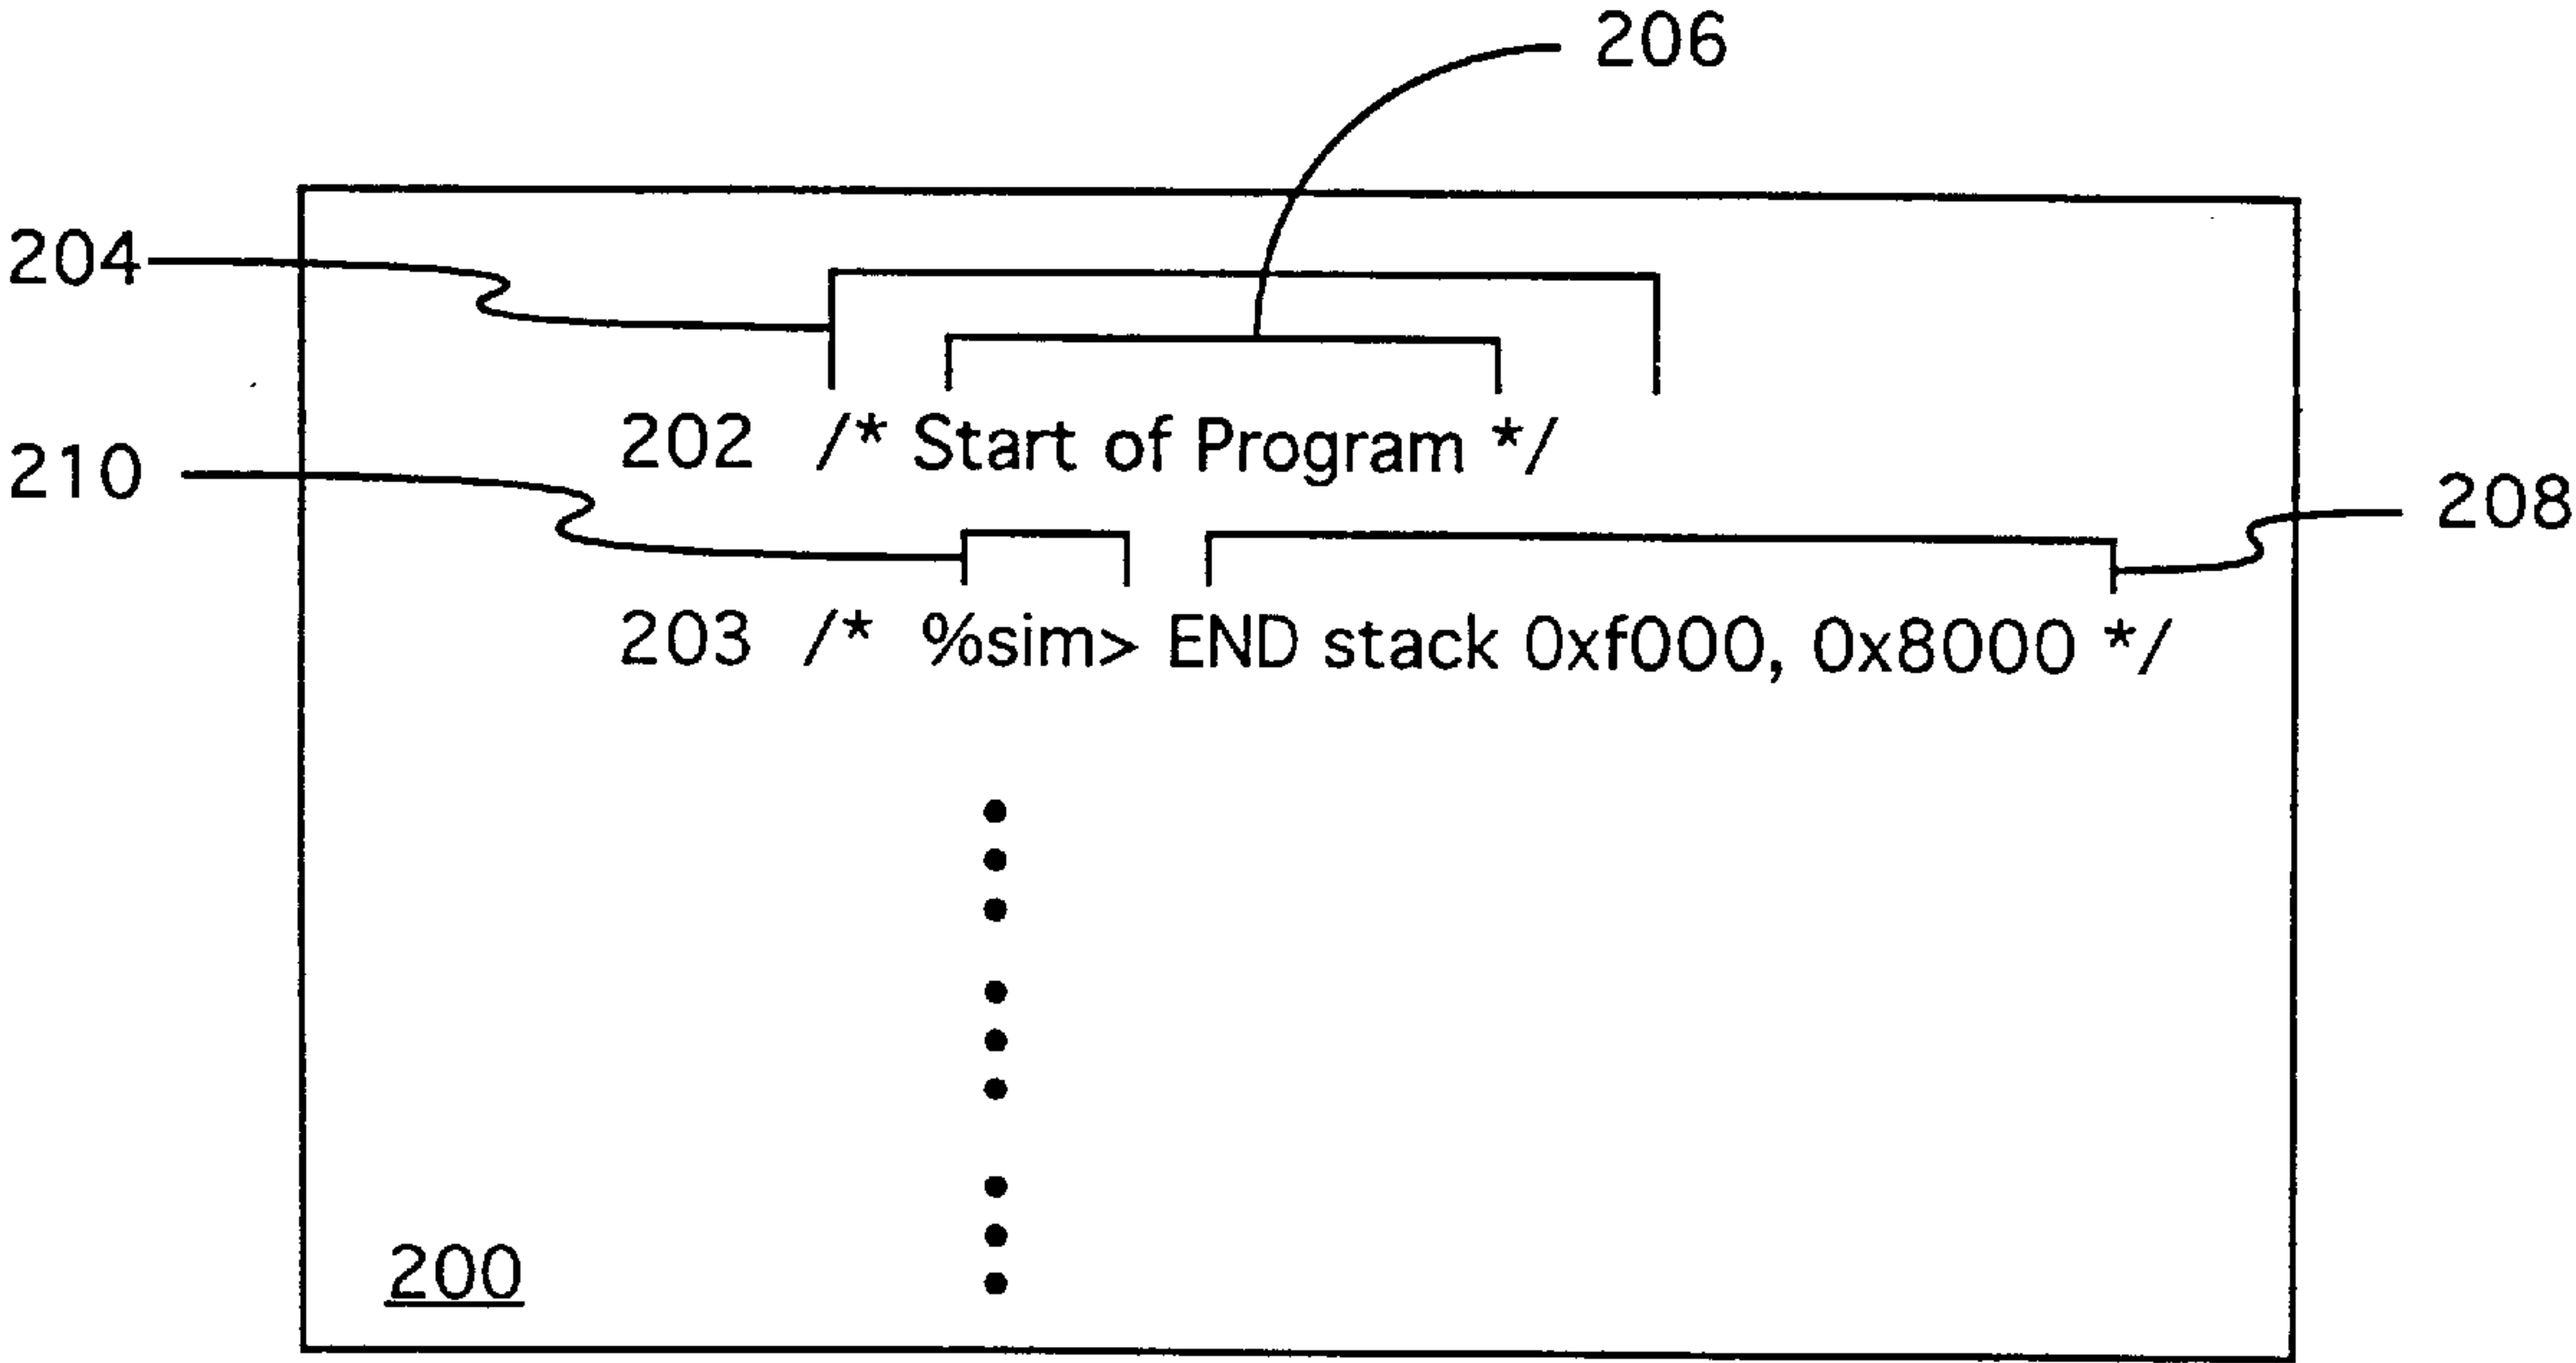 206
204
202 /* Start of Program */
210
208
203 /* %sim> END stack 0xf000, 0x8000 */
200